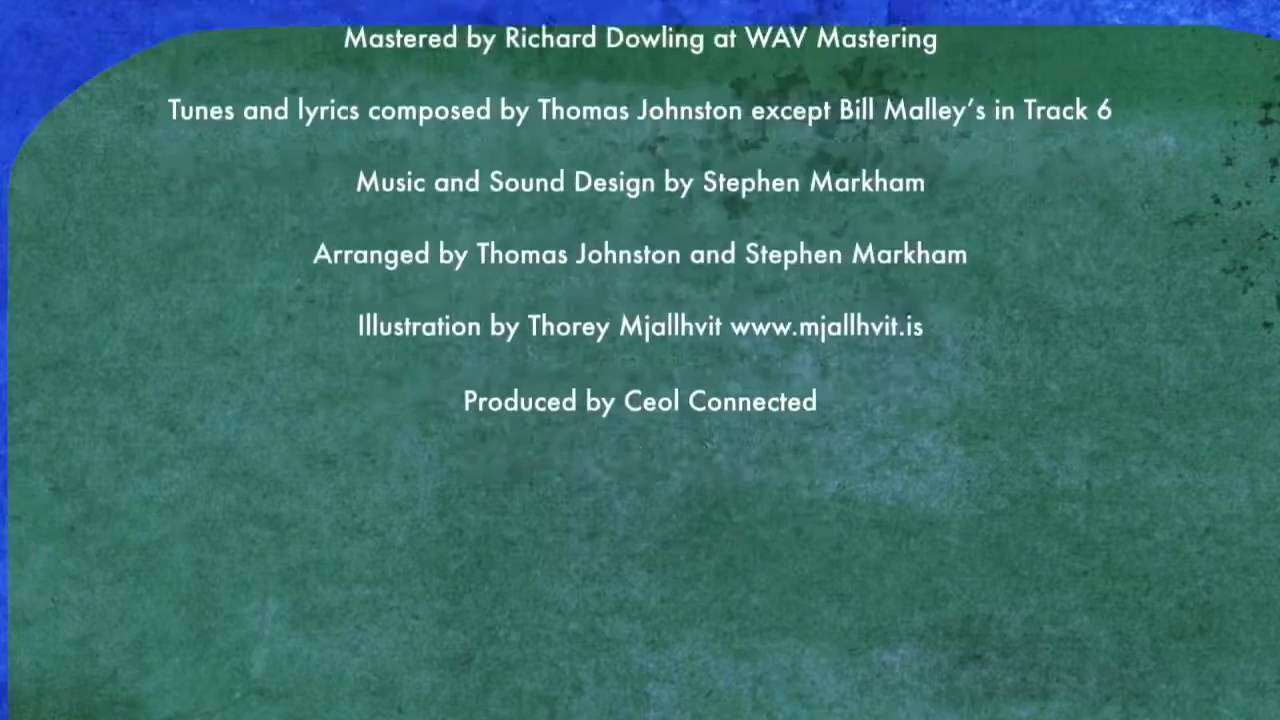 Mastered by Richard Dowling at WAV Mastering
Tunes and lyrics composed by Thomas Johnston except Bill Malley’s in Track 6
Music and Sound Design by Stephen Markham
Arranged by Thomas Johnston and Stephen Markham
Illustration by Thorey Mjallhvit www.mjallhvit.is
Produced by Ceol Connected